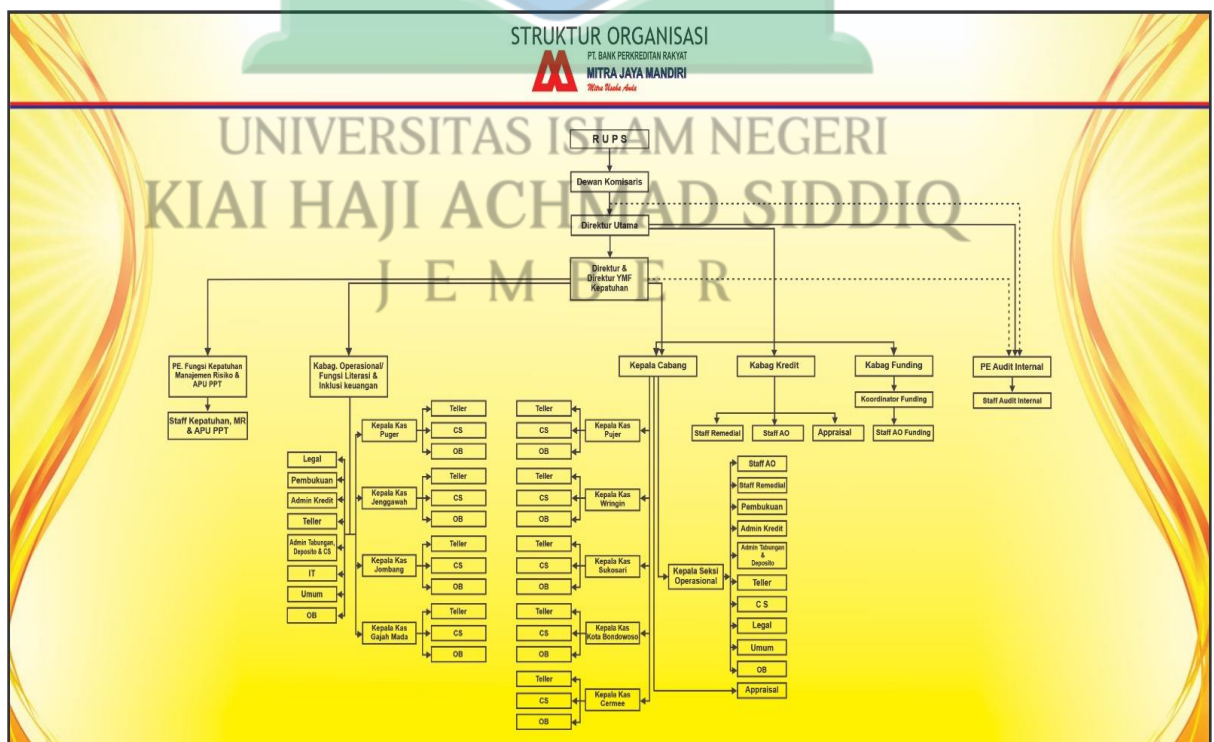 STRUKTUR ORGANISASI
PT. BANK PERKREDITAN RAKYAT
MITRA JAYA MANDIRI
Mitra Usaha Anda
UNIVERSITAS ISLAM NEGERI
KIAI HAJI ACHMAD SIDDIQ
J E M B E R
R U P S
Dewan Komisaris
Direktur Utama
Direktur &
Direktur YMF
Kepatuhan
PE. Fungsi Kepatuhan
Manajemen Risiko &
APU PPT
Staff Kepatuhan, MR
& APU PPT
Kabag. Operasional/
Fungsi Literasi &
Inklusi keuangan
Kepala Cabang
Kabag Kredit
Kabag Funding
PE Audit Internal
Koordinator Funding
Staff Audit Internal
Staff Remedial
Staff AO
Appraisal
Staff AO Funding
Legal
Pembukuan
Admin Kredit
Teller
Admin Tabungan,
Deposito & CS
IT
Umum
OB
Kepala Kas
Puger
Teller
CS
OB
Kepala Kas
Jenggawah
Teller
CS
OB
Kepala Kas
Jombang
Teller
CS
OB
Kepala Kas
Gajah Mada
Teller
CS
OB
Teller
CS
OB
Kepala Kas
Pujer
Teller
CS
OB
Kepala Kas
Wringin
Teller
CS
OB
Kepala Kas
Sukosari
Teller
CS
OB
Kepala Kas
Kota Bondowoso
Teller
CS
OB
Kepala Kas
Cermee
Kepala Seksi
Operasional
Staff AO
Staff Remedial
Pembukuan
Admin Kredit
Admin Tabungan
&
Deposito
Teller
C S
Legal
Umum
OB
Appraisal